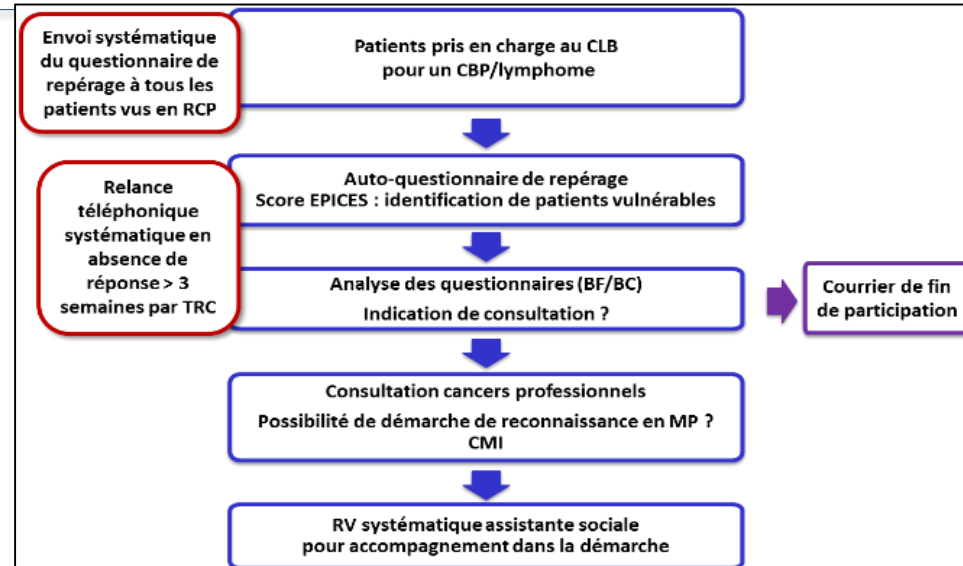 Envoi systématique
du questionnaire de
repérage à tous les
patients vus en RCP
Patients pris en charge au CLB
pour un CBP/lymphome
Relance
téléphonique
systématique en
absence de
réponse > 3
semaines par TRC
Auto-questionnaire de repérage
Score EPICES : identification de patients vulnérables
Analyse des questionnaires (BF/BC)
Indication de consultation ?
Courrier de fin
de participation
Consultation cancers professionnels
Possibilité de démarche de reconnaissance en MP ?
CMI
RV systématique assistante sociale
pour accompagnement dans la démarche